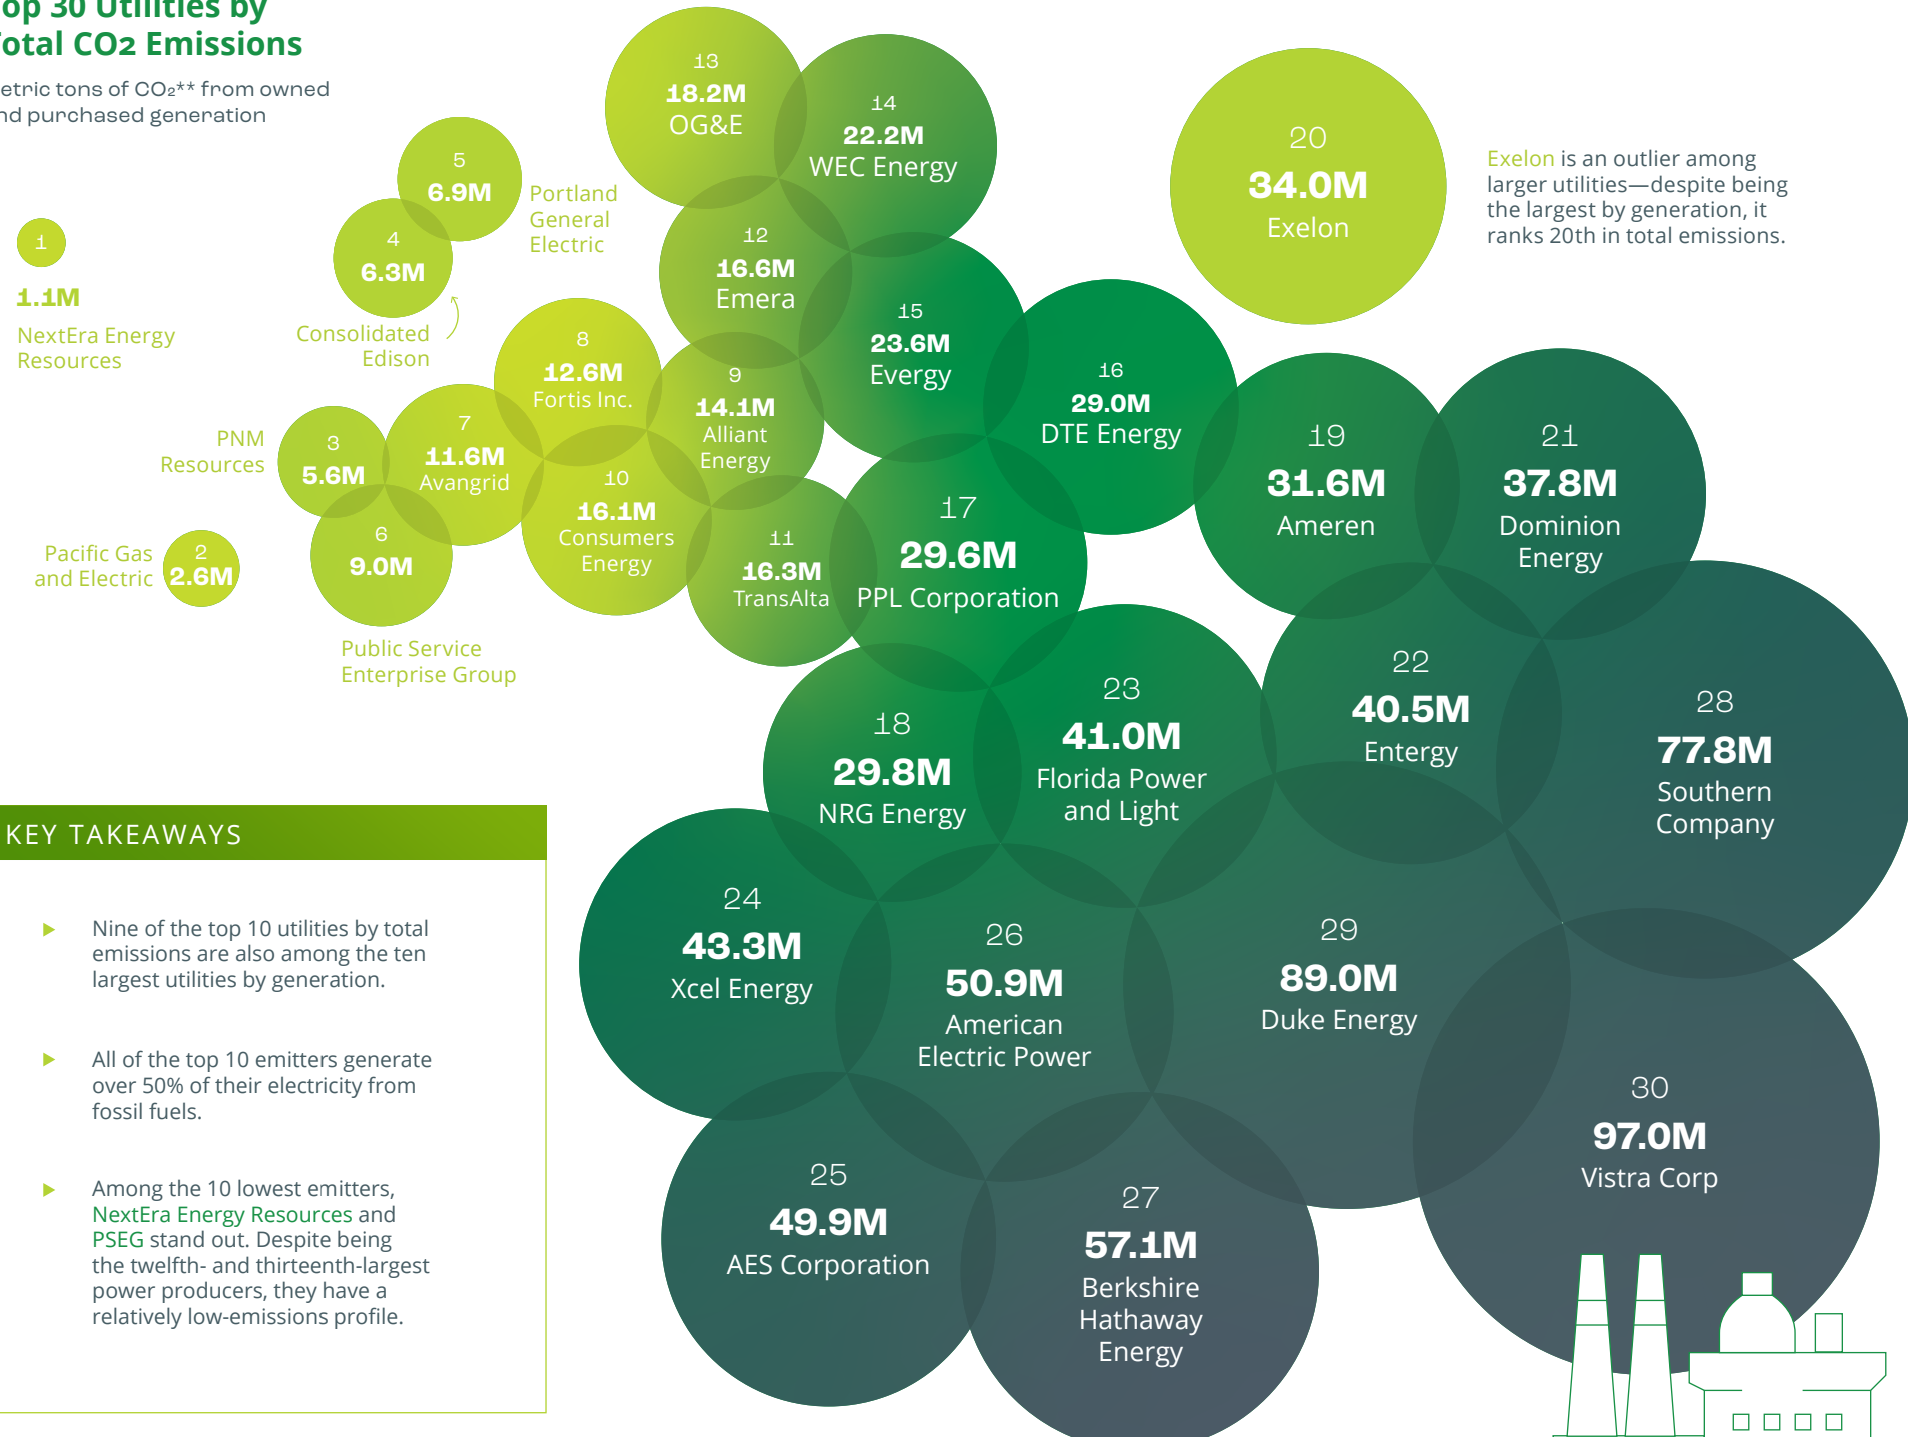 op 30 Utilities by
otal CO2 Emissions
etric tons of CO₂** from owned
nd purchased generation
1
1.1M
NextEra Energy
Resources
2
2.6M
Pacific Gas
and Electric
3
5.6M
PNM
Resources
4
6.3M
Consolidated
Edison
5
6.9M
Portland
General
Electric
6
9.0M
Public Service
Enterprise Group
7
11.6M
Avangrid
8
12.6M
Fortis Inc.
9
14.1M
Alliant
Energy
10
16.1M
Consumers
Energy
11
16.3M
TransAlta
12
16.6M
Emera
13
18.2M
OG&E
14
22.2M
WEC Energy
15
23.6M
Evergy
16
29.0M
DTE Energy
17
29.6M
PPL Corporation
18
29.8M
NRG Energy
19
31.6M
Ameren
20
34.0M
Exelon
Exelon is an outlier among
larger utilities—despite being
the largest by generation, it
ranks 20th in total emissions.
21
37.8M
Dominion
Energy
22
40.5M
Entergy
23
41.0M
Florida Power
and Light
24
43.3M
Xcel Energy
25
49.9M
AES Corporation
26
50.9M
American
Electric Power
27
57.1M
Berkshire
Hathaway
Energy
28
77.8M
Southern
Company
29
89.0M
Duke Energy
30
97.0M
Vistra Corp
KEY TAKEAWAYS
Nine of the top 10 utilities by total
emissions are also among the ten
largest utilities by generation.
All of the top 10 emitters generate
over 50% of their electricity from
fossil fuels.
Among the 10 lowest emitters,
NextEra Energy Resources and
PSEG stand out. Despite being
the twelfth- and thirteenth-largest
power producers, they have a
relatively low-emissions profile.